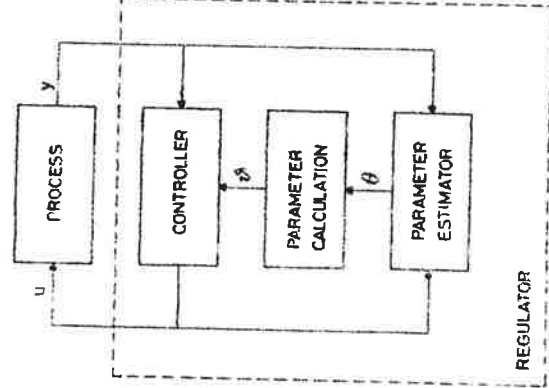 PROCESS
u
y
CONTROLLER
ϑ
PARAMETER
CALCULATION
θ
PARAMETER
ESTIMATOR
REGULATOR